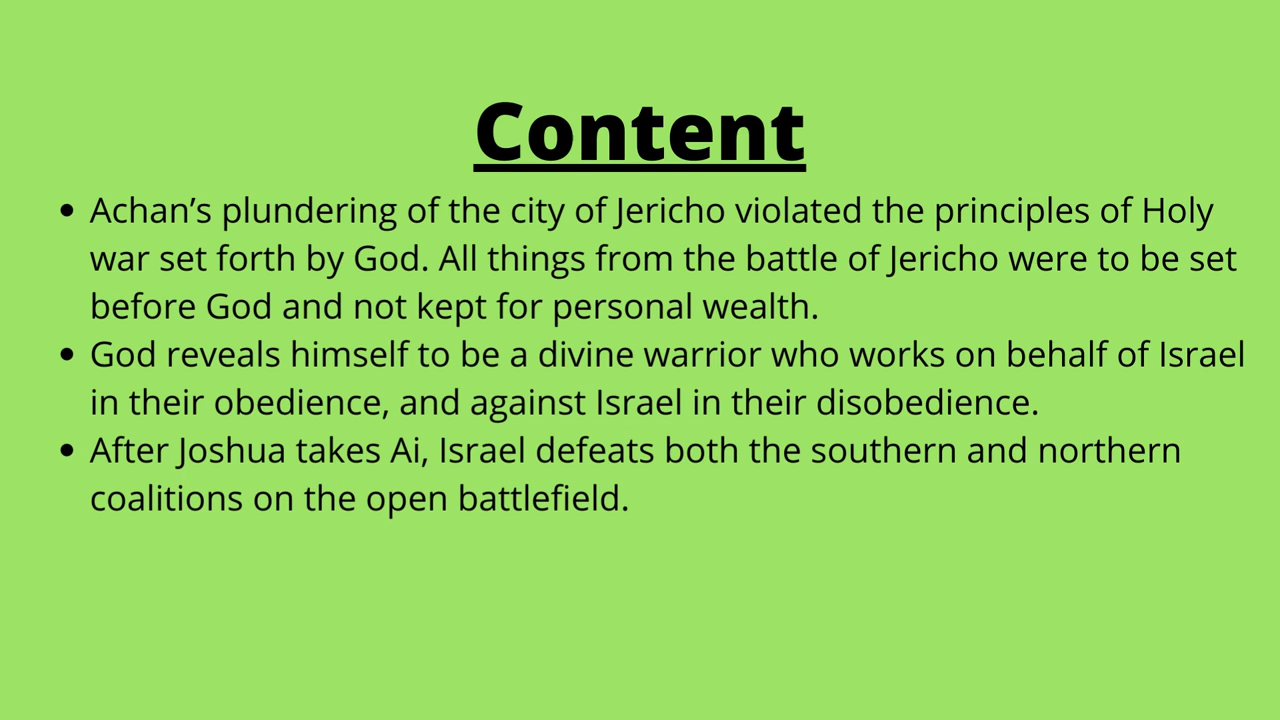 Content
• Achan’s plundering of the city of Jericho violated the principles of Holy
war set forth by God. All things from the battle of Jericho were to be set
before God and not kept for personal wealth.
• God reveals himself to be a divine warrior who works on behalf of Israel
in their obedience, and against Israel in their disobedience.
• After Joshua takes Ai, Israel defeats both the southern and northern
coalitions on the open battlefield.